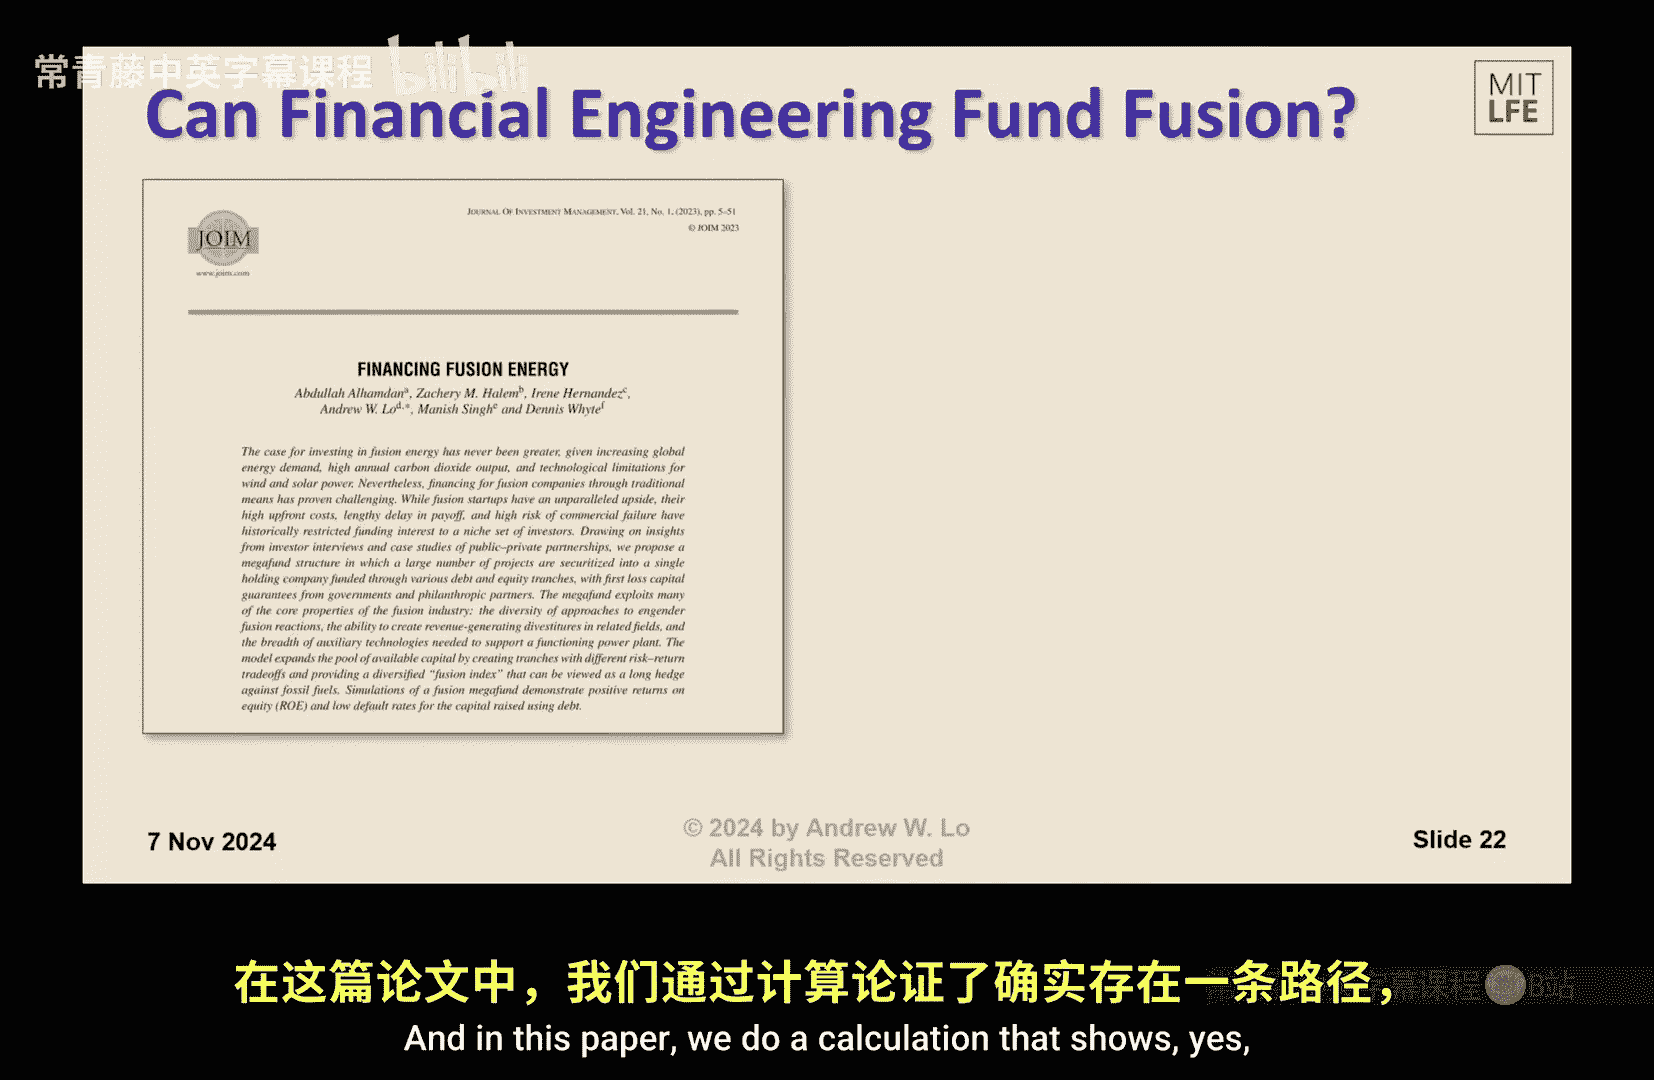 常青藤中英字幕课程 bilibili
Can Financial Engineering Fund Fusion?
MIT
LFE
JOURNAL OF INVESTMENT MANAGEMENT, Vol. 21, No. 1, (2023), pp. 5–51
© JOIM 2023
JOIM
www.joim.com
FINANCING FUSION ENERGY
Abdullah Alhamdanᵃ, Zachery M. Halemᵇ, Irene Hernandezᶜ,
Andrew W. Loᵈ,*, Manish Singhᵉ and Dennis Whyteᶠ
The case for investing in fusion energy has never been greater, given increasing global
energy demand, high annual carbon dioxide output, and technological limitations for
wind and solar power. Nevertheless, financing for fusion companies through traditional
means has proven challenging. While fusion startups have an unparalleled upside, their
high upfront costs, lengthy delay in payoff, and high risk of commercial failure have
historically restricted funding interest to a niche set of investors. Drawing on insights
from investor interviews and case studies of public–private partnerships, we propose a
megafund structure in which a large number of projects are securitized into a single
holding company funded through various debt and equity tranches, with first loss capital
guarantees from governments and philanthropic partners. The megafund exploits many
of the core properties of the fusion industry: the diversity of approaches to engender
fusion reactions, the ability to create revenue-generating divestitures in related fields, and
the breadth of auxiliary technologies needed to support a functioning power plant. The
model expands the pool of available capital by creating tranches with different risk–return
tradeoffs and providing a diversified “fusion index” that can be viewed as a long hedge
against fossil fuels. Simulations of a fusion megafund demonstrate positive returns on
equity (ROE) and low default rates for the capital raised using debt.
7 Nov 2024
© 2024 by Andrew W. Lo
All Rights Reserved
Slide 22
在这篇论文中，我们通过计算论证了确实存在一条路径，
幕课程 B站
And in this paper, we do a calculation that shows, yes,